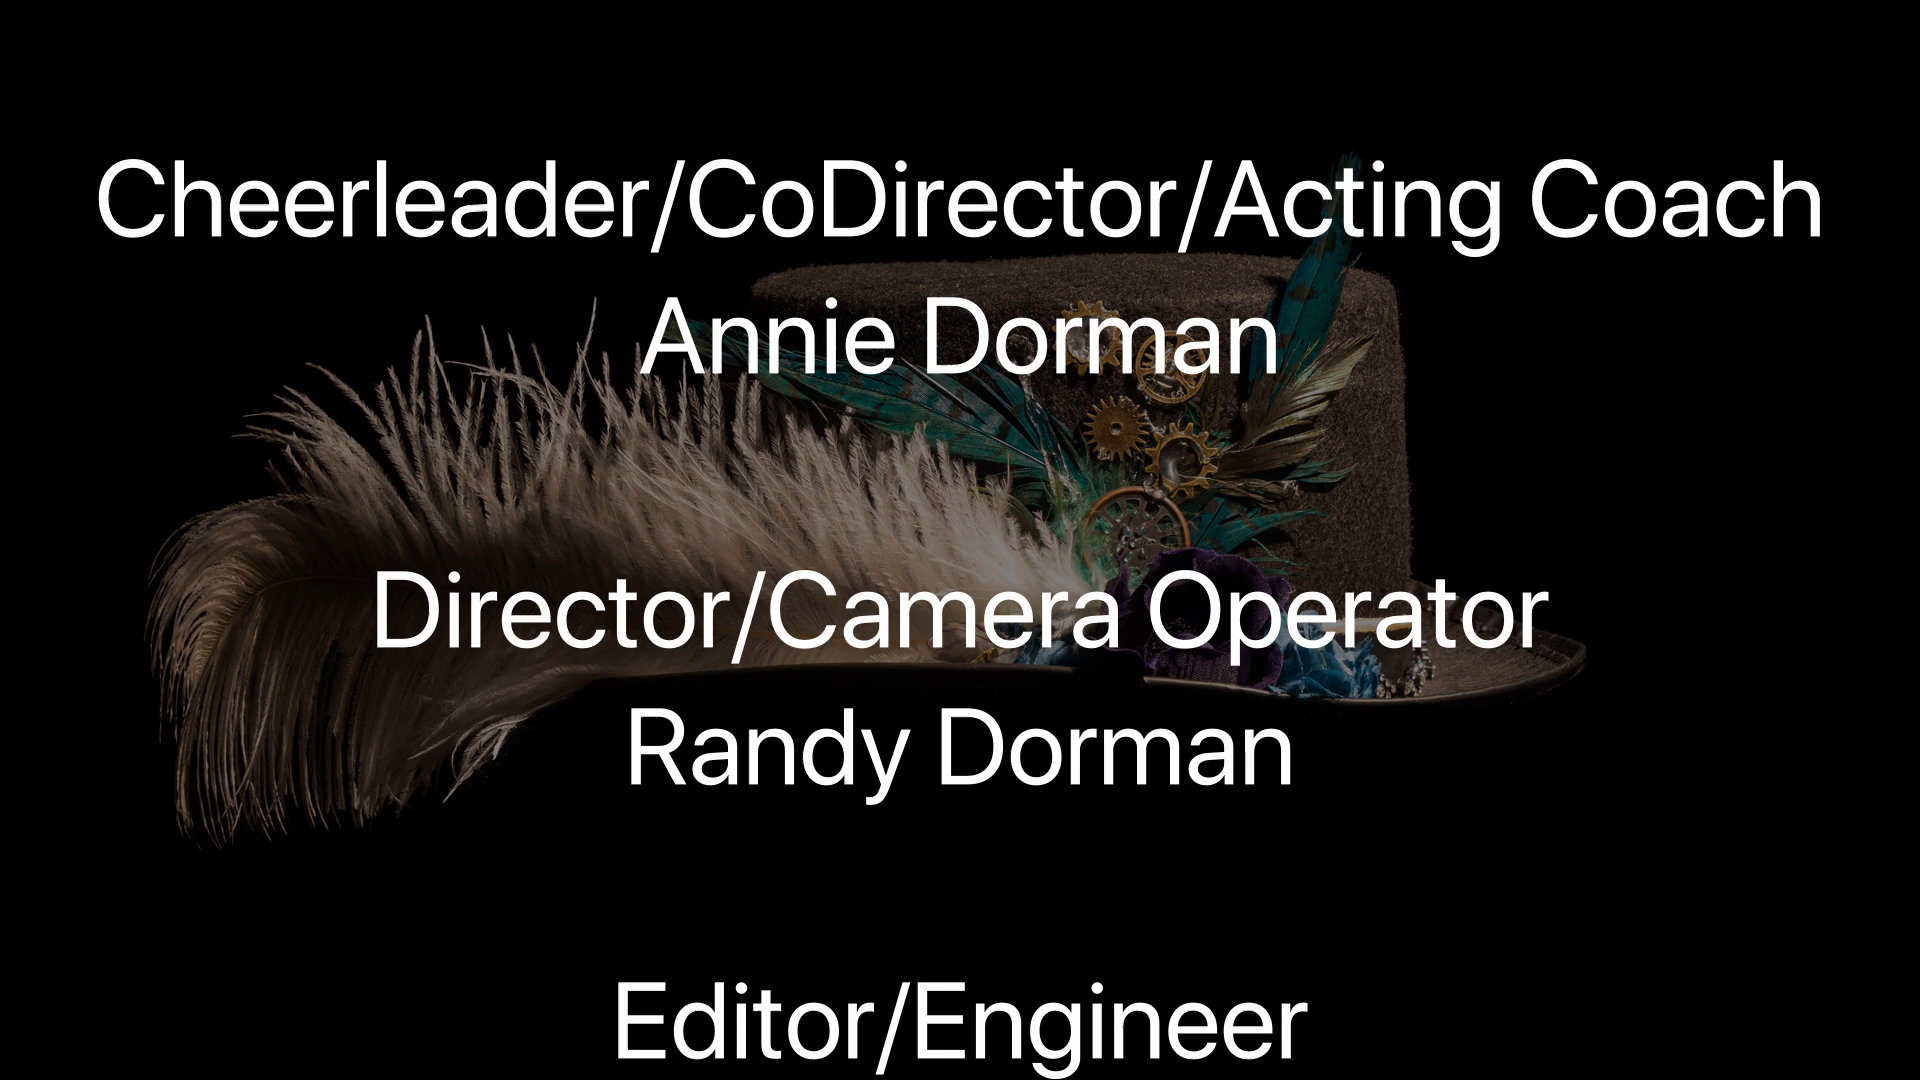 Cheerleader/CoDirector/Acting Coach
Annie Dorman
Director/Camera Operator
Randy Dorman
Editor/Engineer